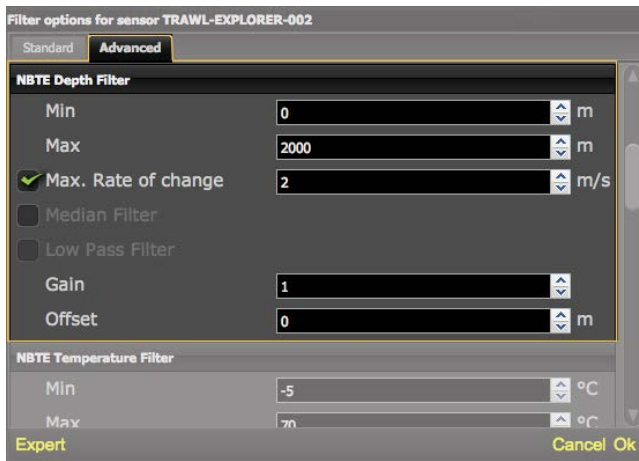 Filter options for sensor TRAWL-EXPLORER-002
Standard Advanced
NBTE Depth Filter
Min 0 m
Max 2000 m
Max. Rate of change 2 m/s
Median Filter
Low Pass Filter
Gain 1
Offset 0 m
NBTE Temperature Filter
Min -5 °C
Max 70 °C
Expert Cancel Ok